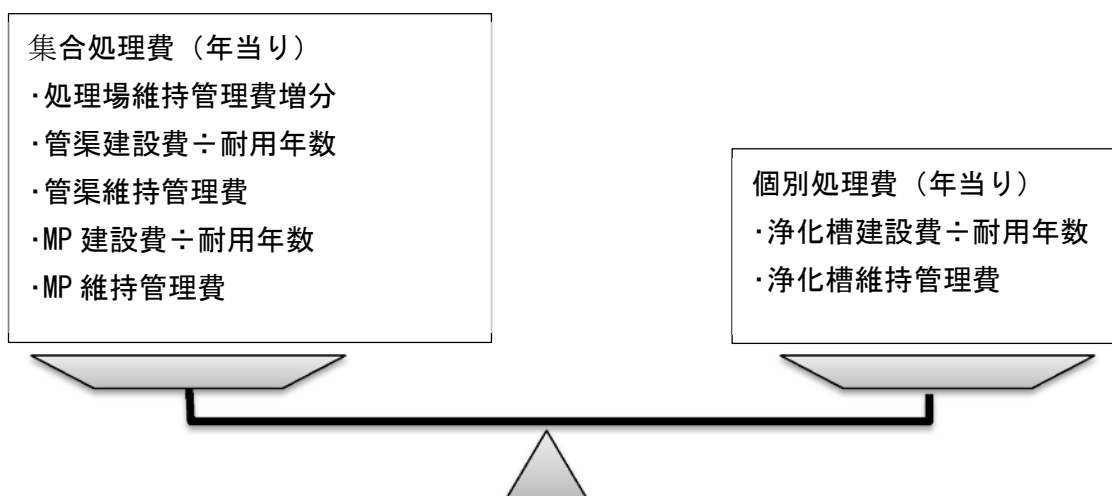 集合処理費（年当り）
･処理場維持管理費増分
･管渠建設費÷耐用年数
･管渠維持管理費
･MP 建設費÷耐用年数
･MP 維持管理費
個別処理費（年当り）
･浄化槽建設費÷耐用年数
･浄化槽維持管理費